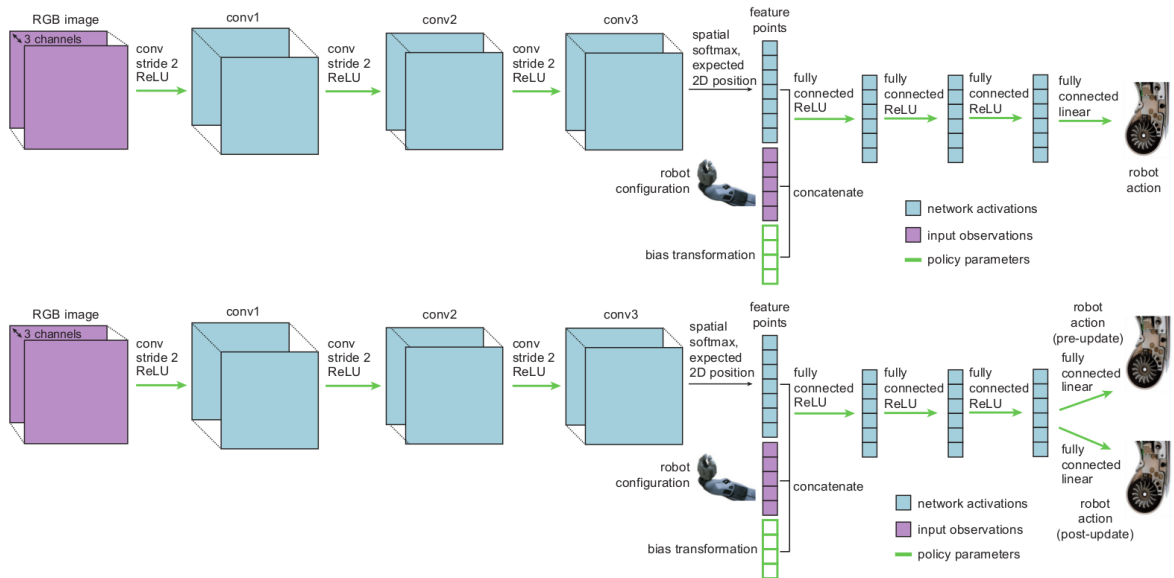 RGB image
3 channels
conv
stride 2
ReLU
conv1
conv
stride 2
ReLU
conv2
conv
stride 2
ReLU
conv3
spatial
softmax,
expected
2D position
feature
points
robot
configuration
bias transformation
fully
connected
ReLU
concatenate
fully
connected
ReLU
fully
connected
ReLU
fully
connected
linear
robot
action
network activations
input observations
policy parameters
RGB image
3 channels
conv
stride 2
ReLU
conv1
conv
stride 2
ReLU
conv2
conv
stride 2
ReLU
conv3
spatial
softmax,
expected
2D position
feature
points
robot
configuration
bias transformation
fully
connected
ReLU
concatenate
fully
connected
ReLU
fully
connected
ReLU
robot
action
(pre-update)
fully
connected
linear
fully
connected
linear
robot
action
(post-update)
network activations
input observations
policy parameters